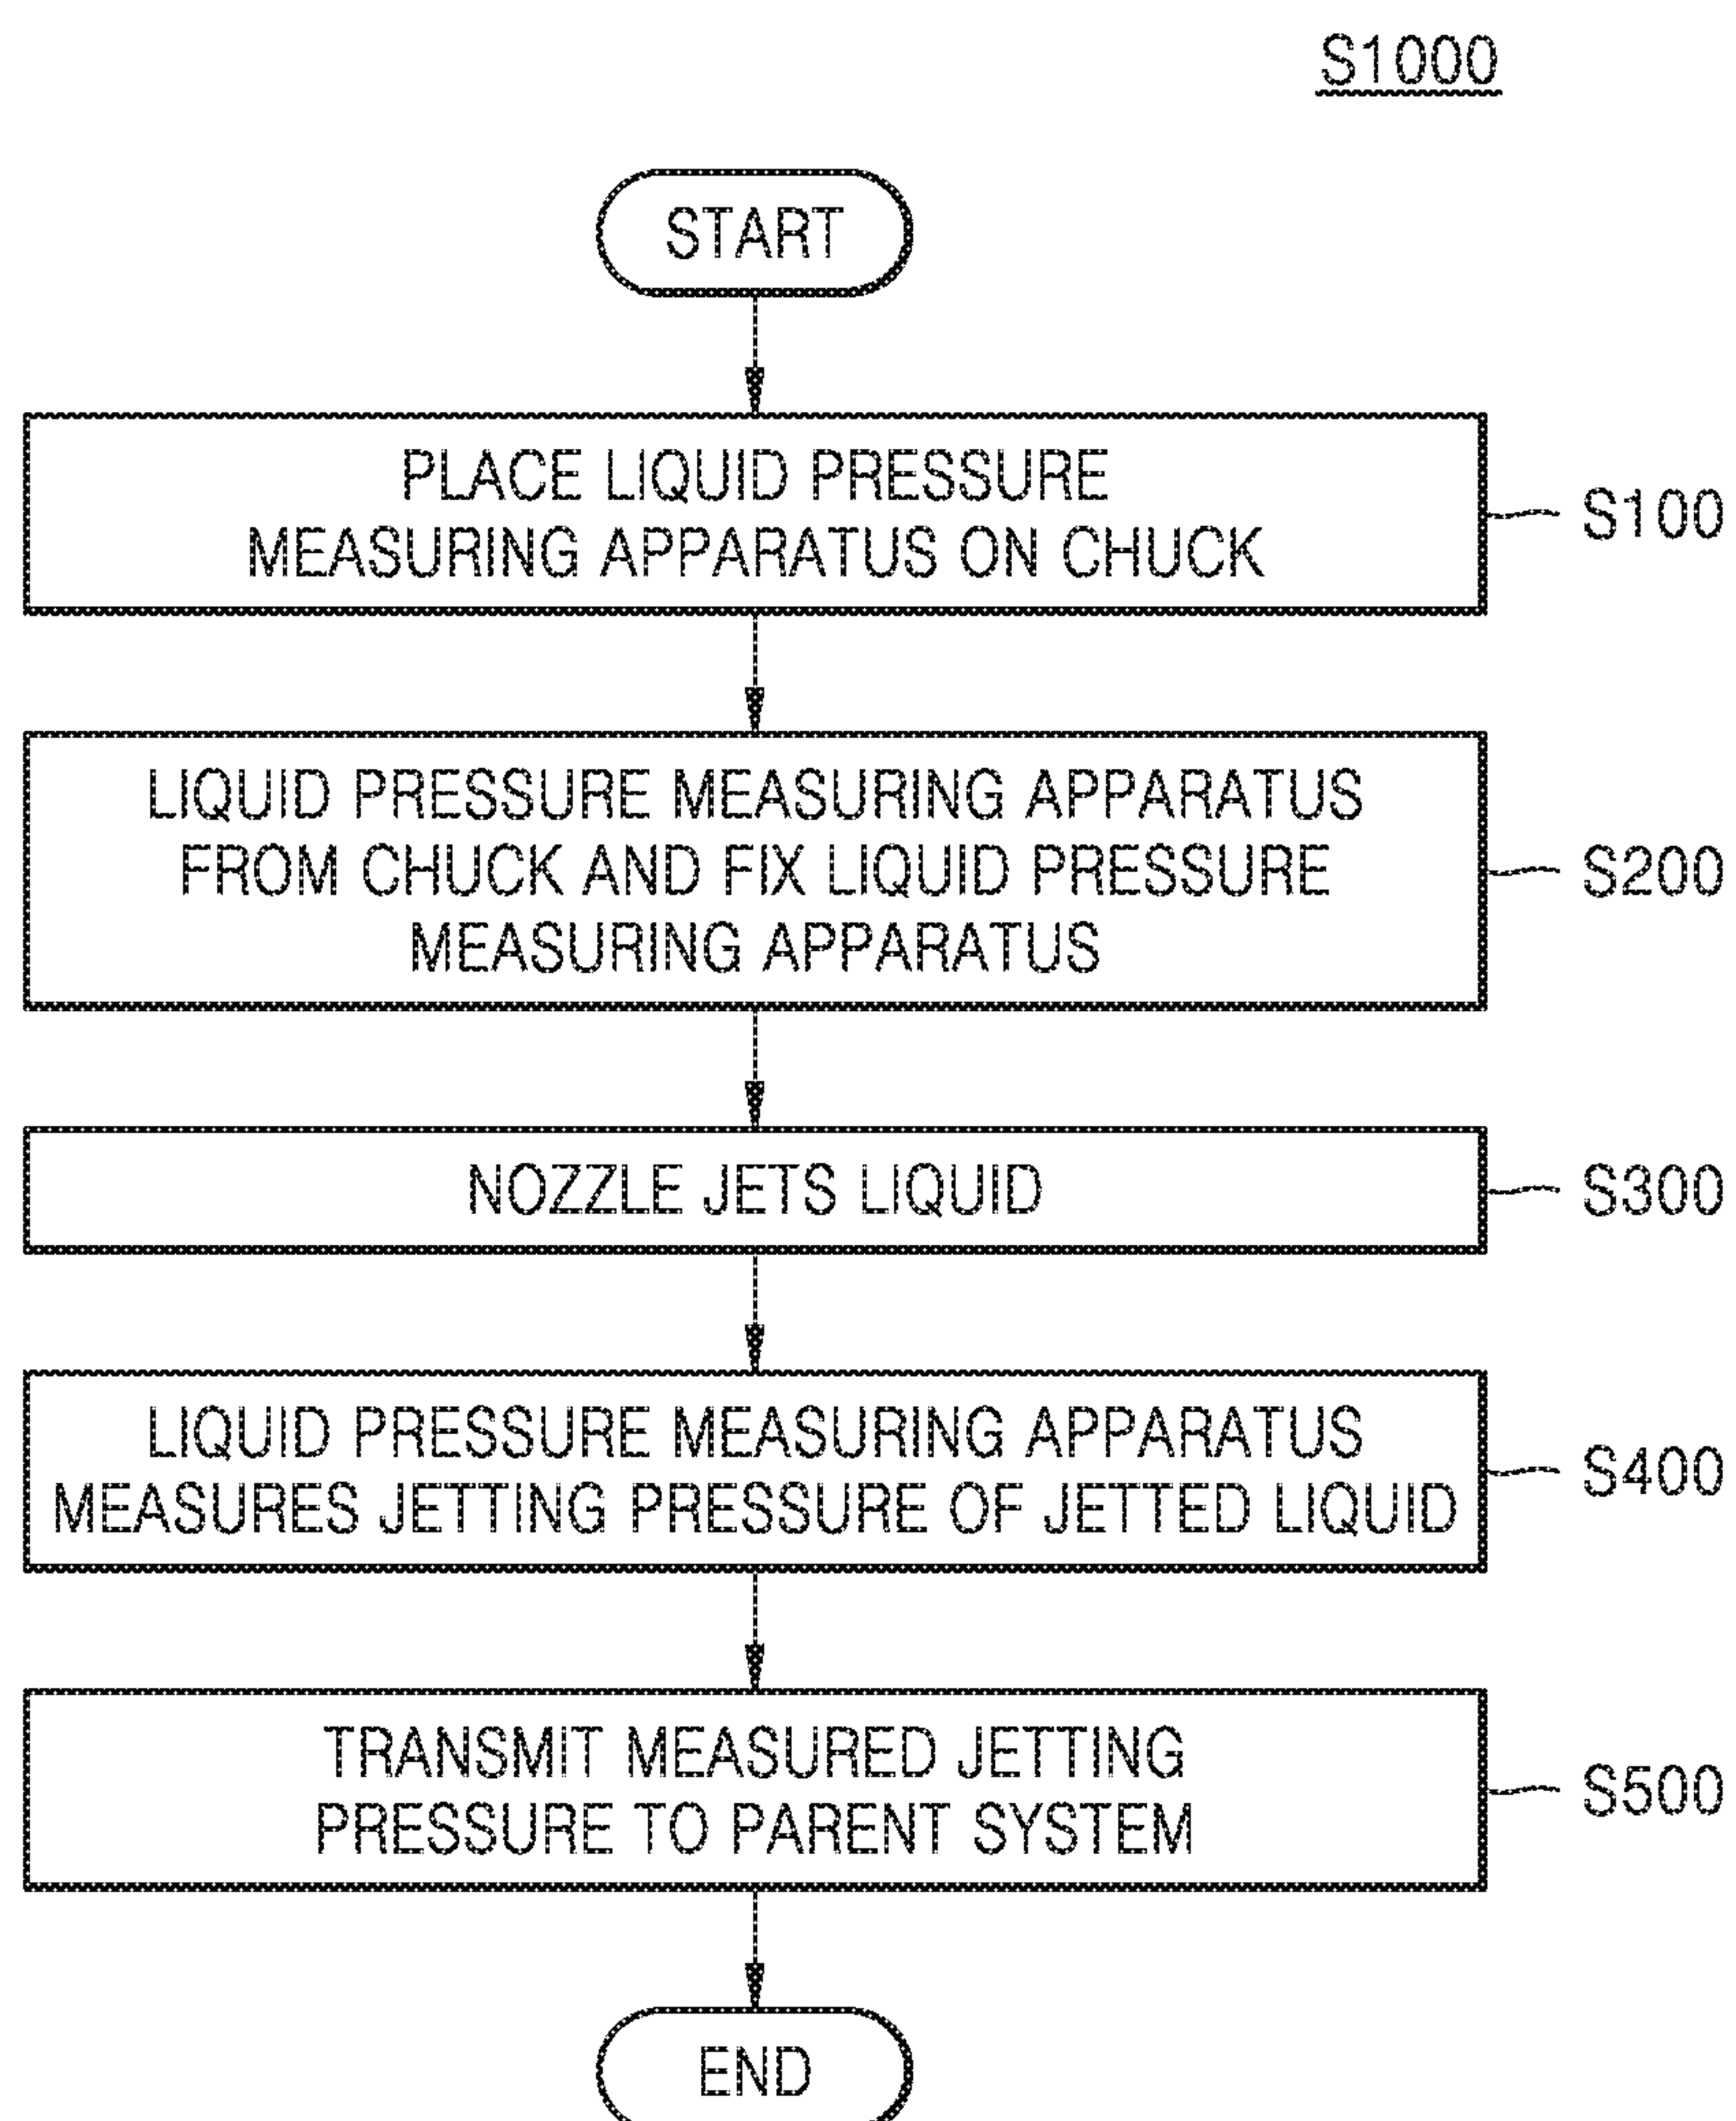 S1000
START
PLACE LIQUID PRESSURE
MEASURING APPARATUS ON CHUCK
S100
LIQUID PRESSURE MEASURING APPARATUS
FROM CHUCK AND FIX LIQUID PRESSURE
MEASURING APPARATUS
S200
NOZZLE JETS LIQUID
S300
LIQUID PRESSURE MEASURING APPARATUS
MEASURES JETTING PRESSURE OF JETTED LIQUID
S400
TRANSMIT MEASURED JETTING
PRESSURE TO PARENT SYSTEM
S500
END